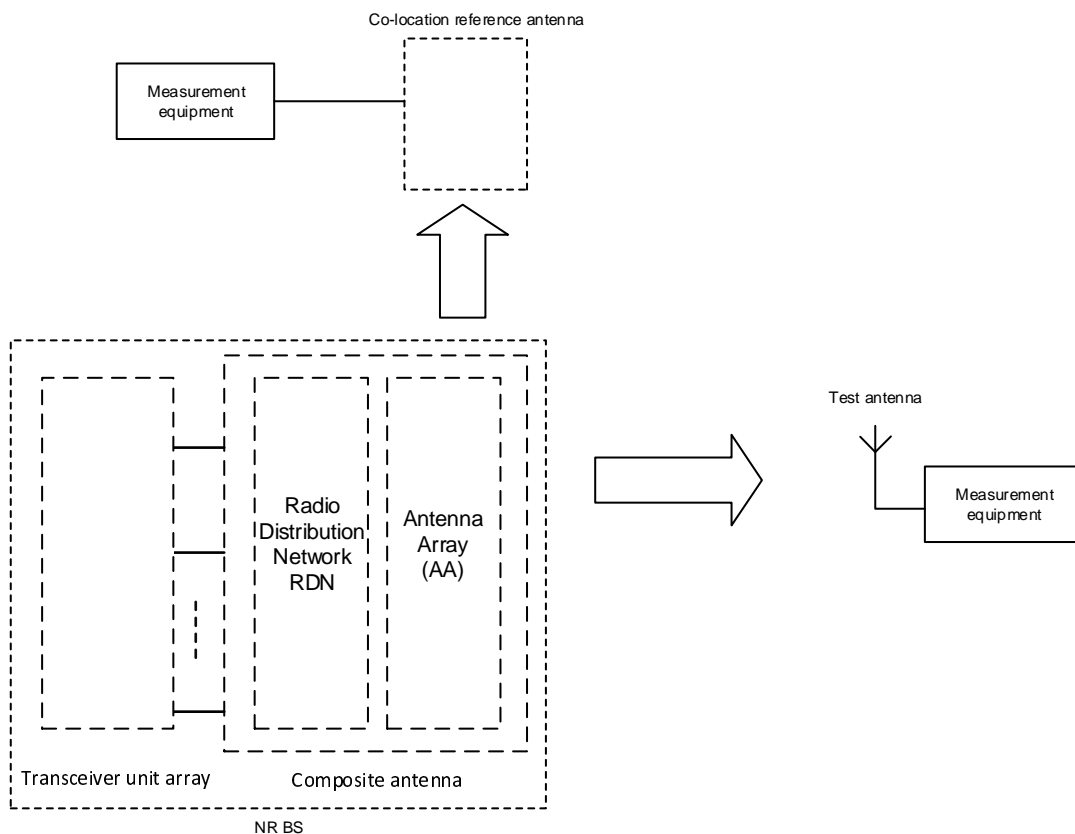 Co-location reference antenna
Measurement
equipment
Test antenna
Measurement
equipment
Radio
Distribution
Network
RDN
Antenna
Array
(AA)
Transceiver unit array
Composite antenna
NR BS